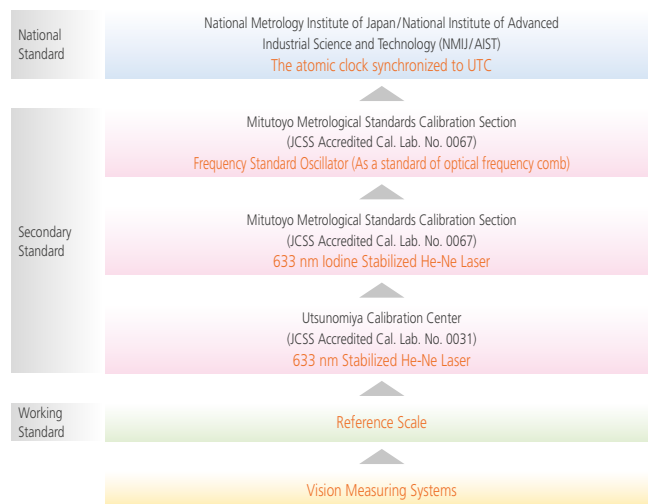 National
Standard
National Metrology Institute of Japan/National Institute of Advanced
Industrial Science and Technology (NMIJ/AIST)
The atomic clock synchronized to UTC
Secondary
Standard
Mitutoyo Metrological Standards Calibration Section
(JCSS Accredited Cal. Lab. No. 0067)
Frequency Standard Oscillator (As a standard of optical frequency comb)
Mitutoyo Metrological Standards Calibration Section
(JCSS Accredited Cal. Lab. No. 0067)
633 nm Iodine Stabilized He-Ne Laser
Utsunomiya Calibration Center
(JCSS Accredited Cal. Lab. No. 0031)
633 nm Stabilized He-Ne Laser
Working
Standard
Reference Scale
Vision Measuring Systems